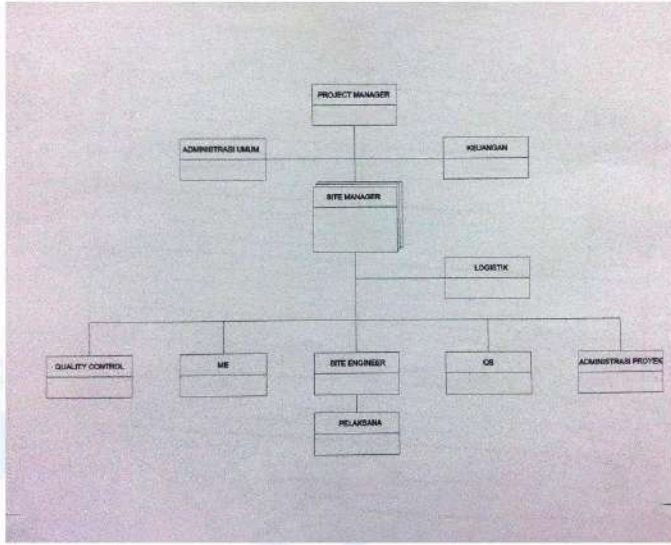 PROJECT MANAGER
ADMINISTRASI UMUM
KEUANGAN
SITE MANAGER
LOGISTIK
QUALITY CONTROL
ME
SITE ENGINEER
QS
ADMINISTRASI PROYEK
PELAKSANA